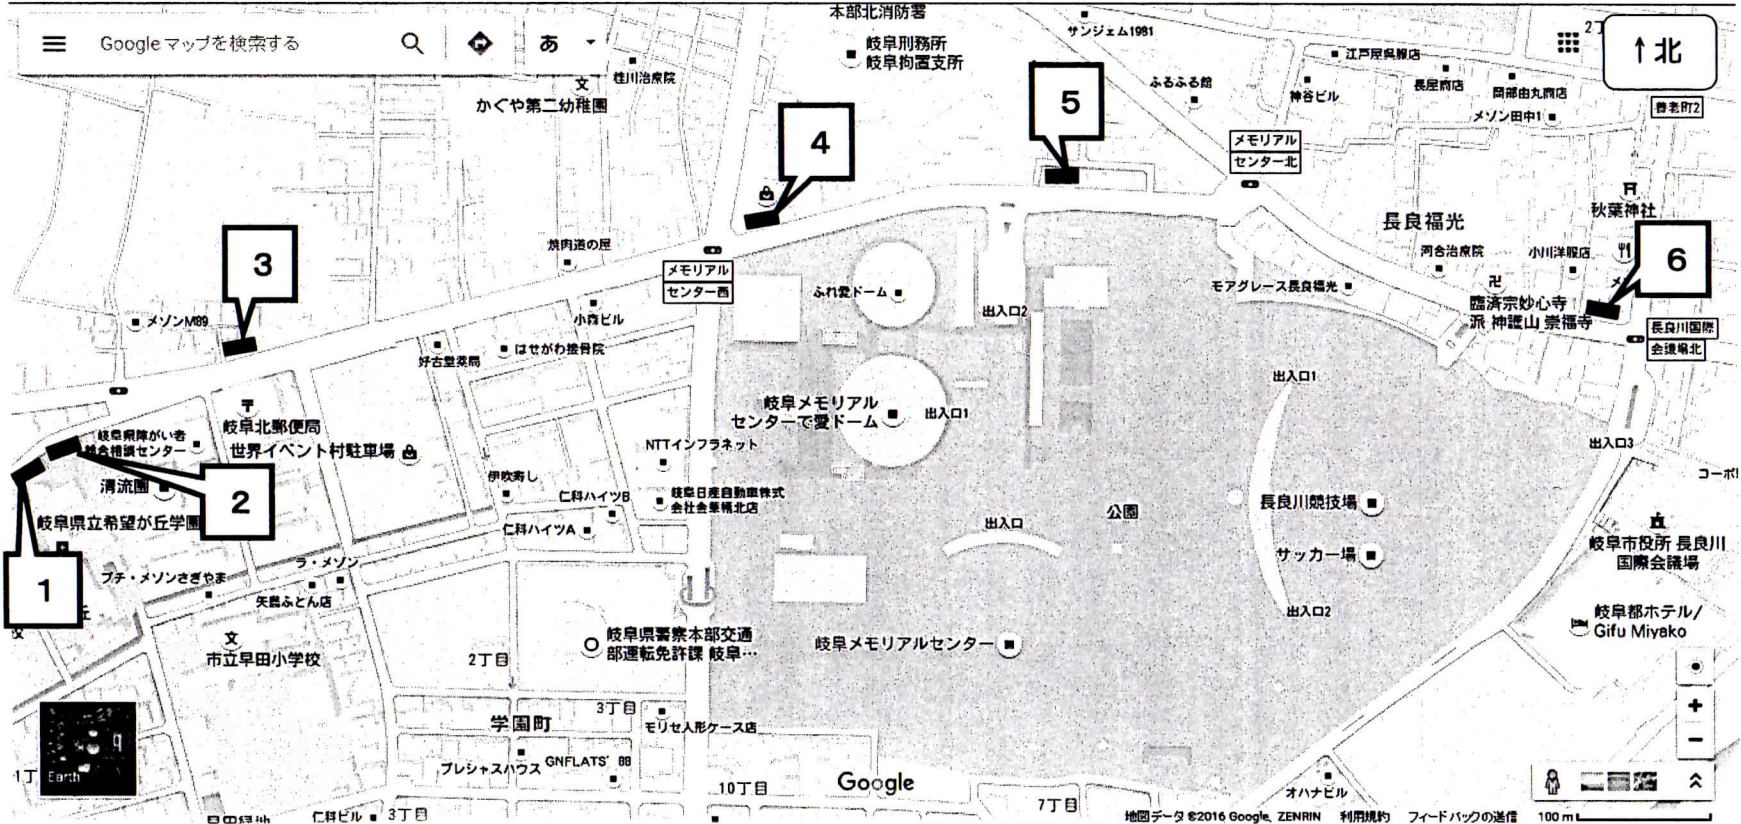 本部北消防署
Google マップを検索する
あ
岐阜刑務所
岐阜拘置支所
サンジェム1981
江戸屋呉服店
2丁
↑北
桂川治療院
かぐや第二幼稚園
文
ふるふる館
神谷ビル
長屋商店
岡部由丸商店
メゾン田中1
養老町2
5
4
メモリアル
センター北
秋葉神社
長良福光
3
焼肉道の屋
メモリアル
センター西
河合治療院
小川洋服店
6
メ
メゾンM89
小森ビル
ふれ愛ドーム
出入口2
モアグレース長良福光
卍
臨済宗妙心寺
派 神護山 崇福寺
長良川国際
会議場北
好古堂薬局
はせがわ接骨院
出入口1
岐阜メモリアル
センターで愛ドーム
出入口1
〒
岐阜北郵便局
世界イベント村駐車場
岐阜県障がい者
総合相談センター
NTTインフラネット
出入口3
コーポ
清流園
2
伊吹寿し
仁科ハイツB
岐阜日産自動車株式
会社会華楓北店
岐阜県立希望が丘学園
仁科ハイツA
出入口
公園
長良川競技場
サッカー場
岐阜市役所 長良川
国際会議場
1
プチ・メゾンさぎやま
ラ・メゾン
矢島ふとん店
丘
校
出入口2
岐阜都ホテル/
Gifu Miyako
文
市立早田小学校
2丁目
岐阜県警察本部交通
部運転免許課 岐阜…
岐阜メモリアルセンター
学園町
3丁目
モリセ人形ケース店
Earth
1丁
プレシャスハウス
GNFLATS' 88
Google
10丁目
7丁目
オハナビル
早田緑地
仁科ビル
3丁目
地図データ ©2016 Google, ZENRIN 利用規約 フィードバックの送信 100 m